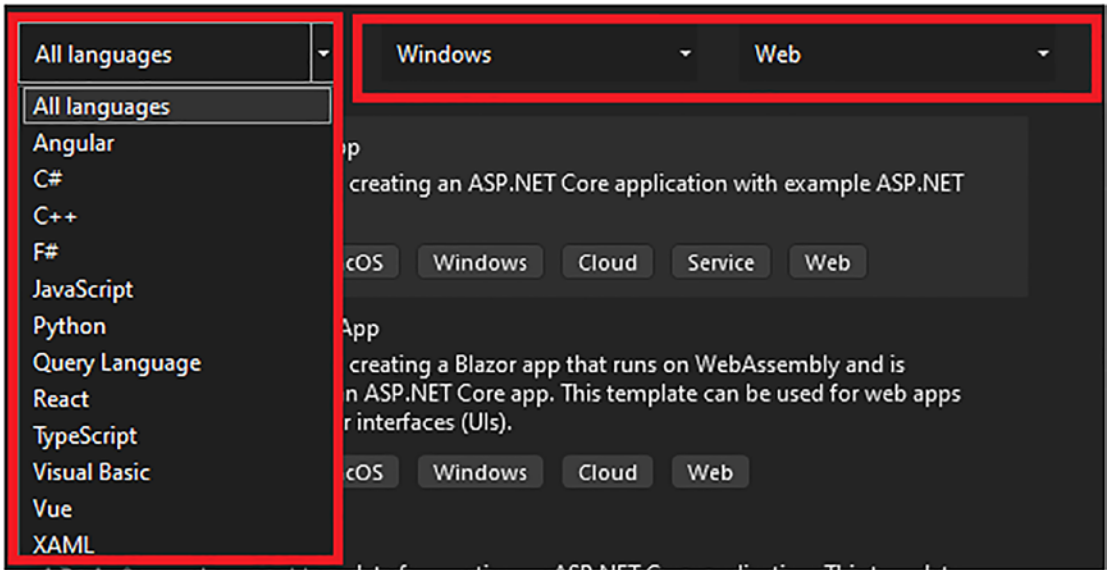 All languages
Windows
Web
All languages
Angular
C#
C++
F#
JavaScript
Python
Query Language
React
TypeScript
Visual Basic
Vue
XAML
creating an ASP.NET Core application with example ASP.NET
Windows Cloud Service Web
App
creating a Blazor app that runs on WebAssembly and is
ASP.NET Core app. This template can be used for web apps
interfaces (UIs).
Windows Cloud Web